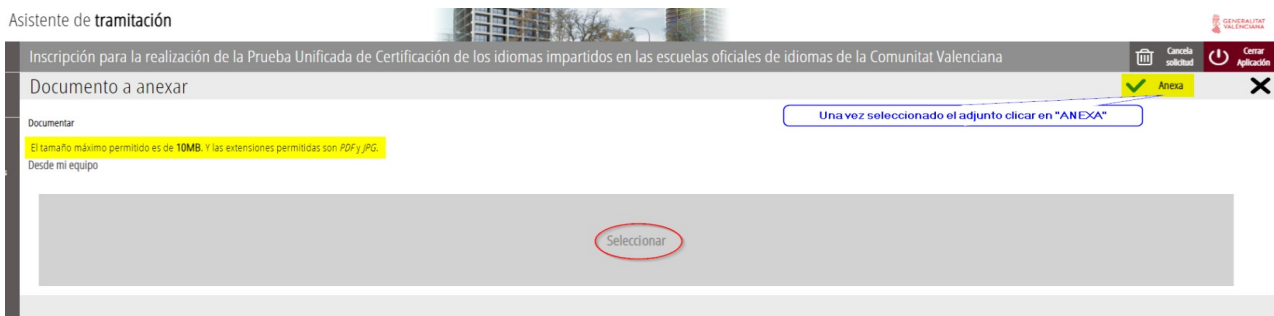 Asistente de tramitación
GENERALITAT
VALENCIANA
Inscripción para la realización de la Prueba Unificada de Certificación de los idiomas impartidos en las escuelas oficiales de idiomas de la Comunitat Valenciana
Cancela
solicitud
Cerrar
Aplicación
Documento a anexar
Anexa
Una vez seleccionado el adjunto clicar en "ANEXA"
Documentar
El tamaño máximo permitido es de 10MB. Y las extensiones permitidas son PDF y JPG.
Desde mi equipo
Seleccionar